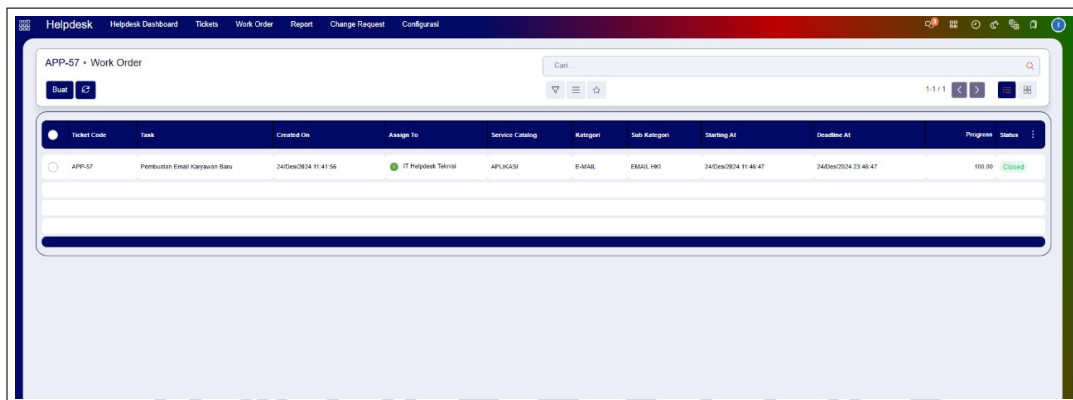 Helpdesk Helpdesk Dashboard Tickets Work Order Report Change Request Configurasi
APP-57 • Work Order
Cari ...
Buat
1-1 / 1
Ticket Code Task Created On Assign To Service Catalog Kategori Sub Kategori Starting At Deadline At Progress Status
APP-57 Pembuatan Email Karyawan Baru 24/Des/2024 11:41:56 IT Helpdesk Teknisi APLIKASI E-MAIL EMAIL HKI 24/Des/2024 11:46:47 24/Des/2024 23:46:47 100,00 Closed